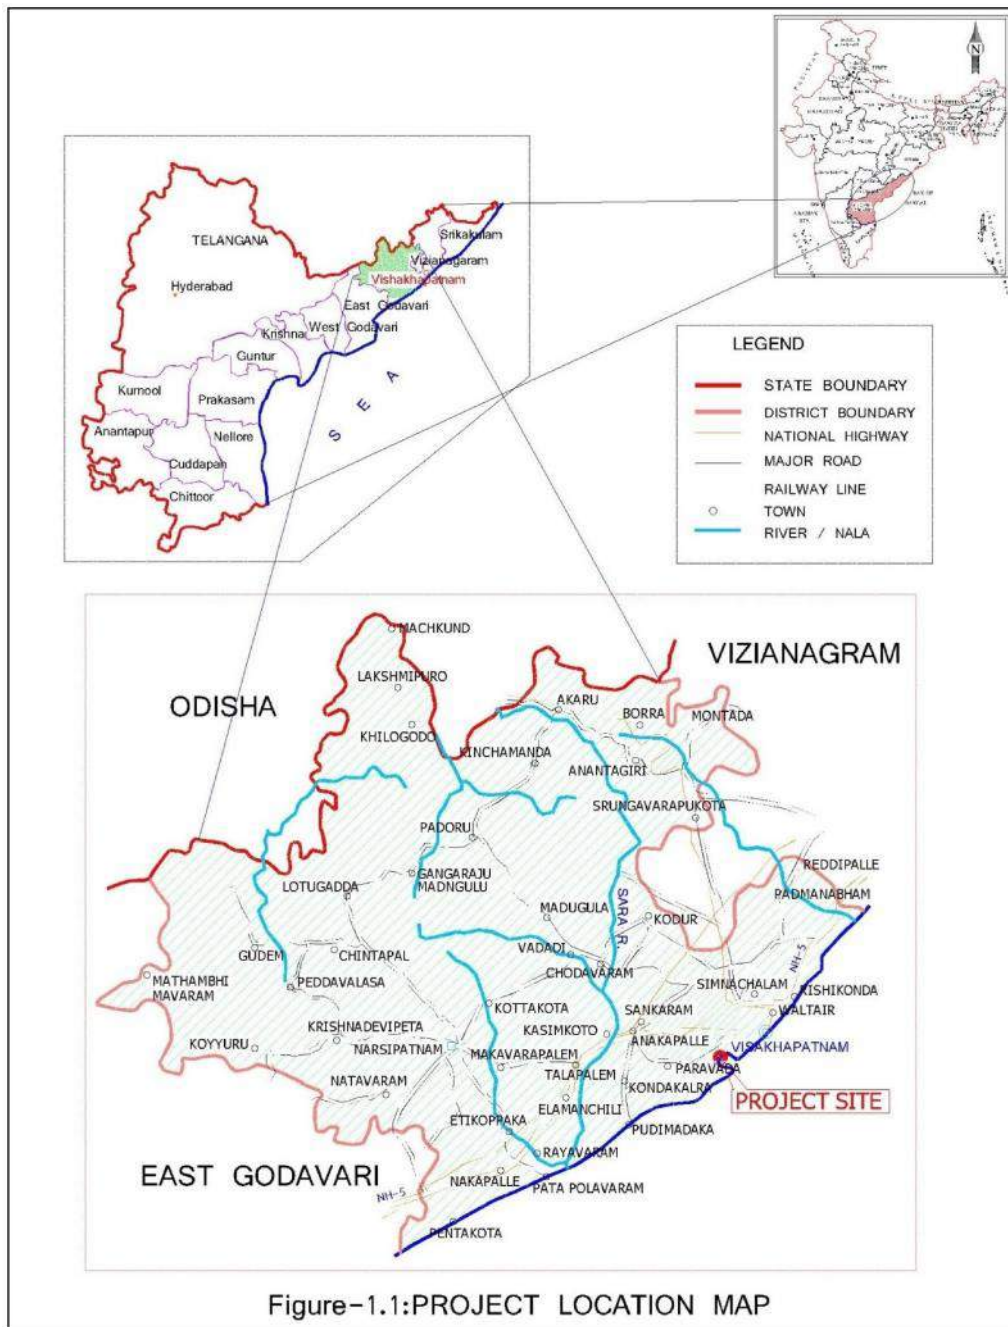 N
TELANGANA
Hyderabad
Srikakulam
Vizianagaram
Vishakhapatnam
East Godavari
West Godavari
Krishna
Guntur
Kurnool
Prakasam
Anantapur
Nellore
Cuddapah
Chittoor
S E A
LEGEND
STATE BOUNDARY
DISTRICT BOUNDARY
NATIONAL HIGHWAY
MAJOR ROAD
RAILWAY LINE
TOWN
RIVER / NALA
MACHKUND
VIZIANAGRAM
LAKSHMIPURO
ODISHA
AKARU
BORRA
MONTADA
KHILOGODO
KINCHAMANDA
ANANTAGIRI
SRUNGAVARAPUKOTA
PADORU
REDDIPALLE
GANGARAJU
MADNGULU
LOTUGADDA
PADMANABHAM
SARA R.
MADUGULA
KODUR
GUDEM
CHINTAPAL
VADADI
CHODAVARAM
NH-5
MATHAMBHI
MAVARAM
PEDDAVALASA
SIMNACHALAM
RISHIKONDA
KOTTAKOTA
SANKARAM
WALTAIR
KRISHNADEVIPETA
KASIMKOTO
ANAKAPALLE
KOYYURU
NARSIPATNAM
MAKAVARAPALEM
VISAKHAPATNAM
TALAPALEM
PARAVADA
KONDAKALRA
NATAVARAM
PROJECT SITE
ELAMANCHILI
ETIKOPPAKA
PUDIMADAKA
RAYAVARAM
EAST GODAVARI
NAKAPALLE
PATA POLAVARAM
NH-5
PENTAKOTA
Figure-1.1:PROJECT LOCATION MAP